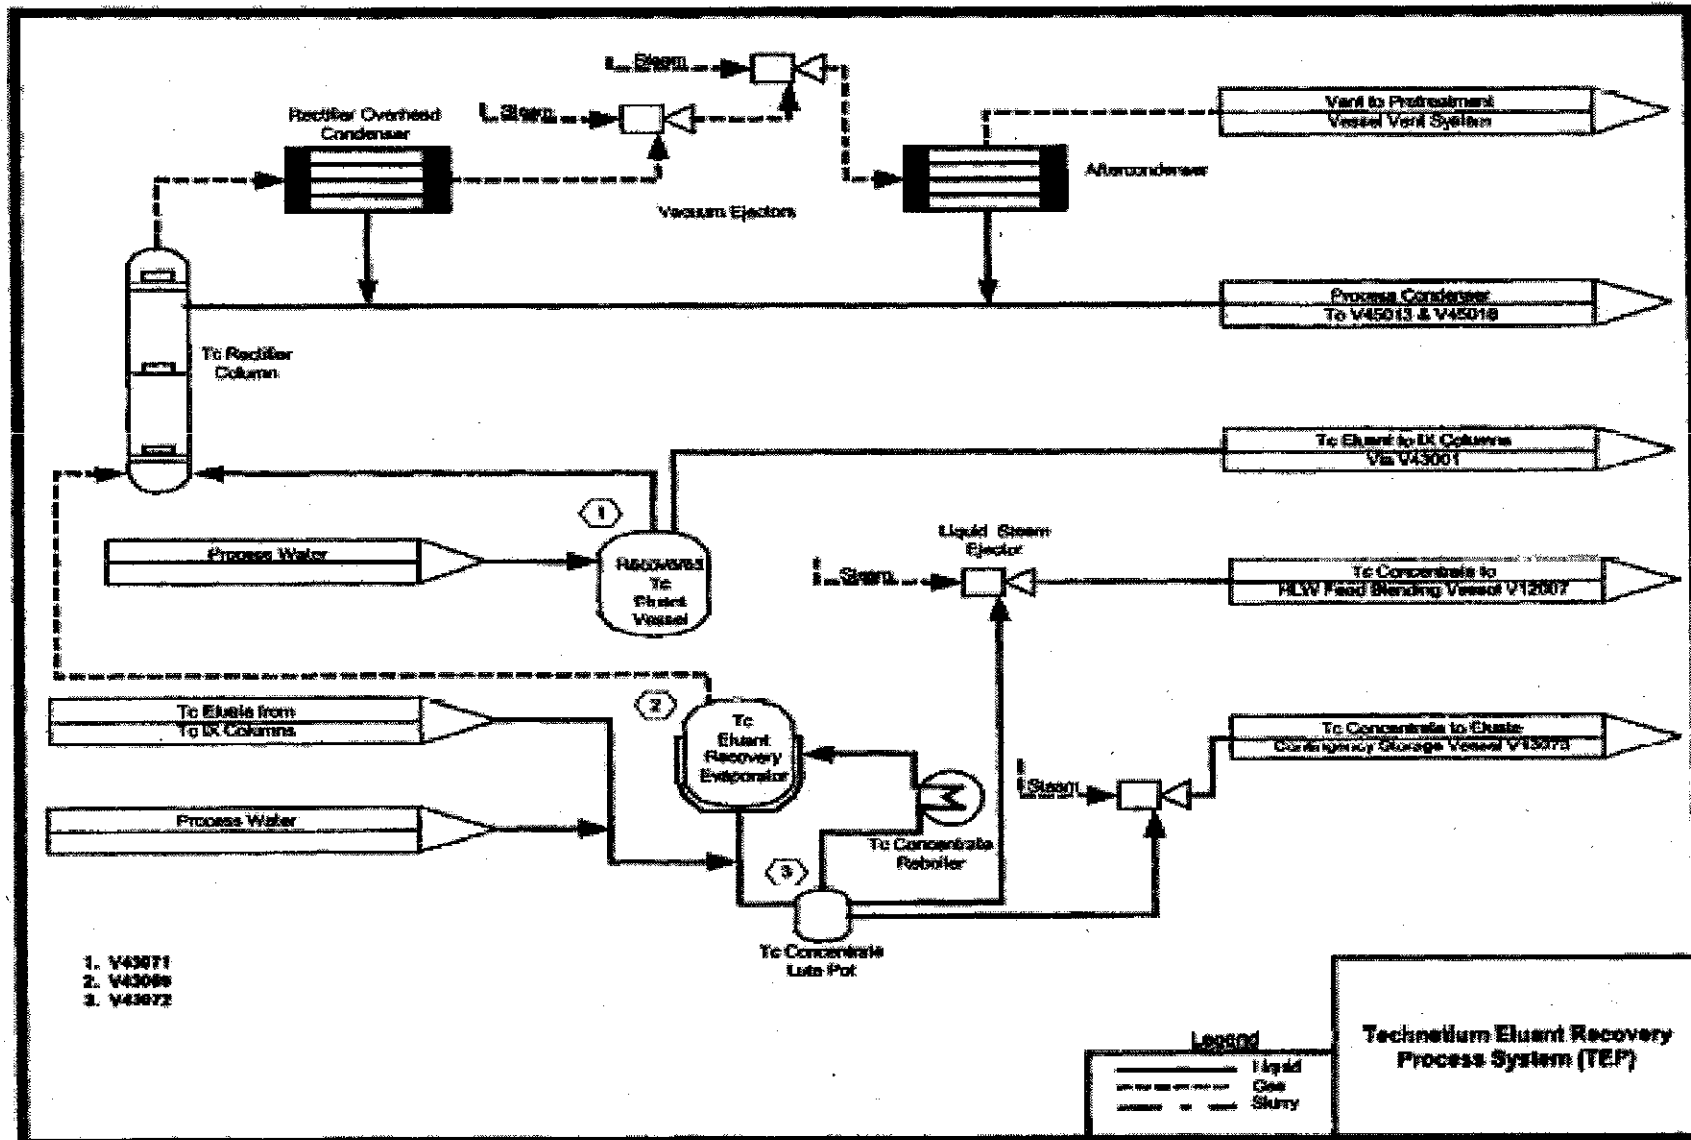 Steam
Steam
Rectifier Overhead
Condenser
Vent to Pretreatment
Vessel Vent System
Aftercondenser
Vacuum Ejectors
Process Condenser
To V45013 & V45018
Tc Rectifier
Column
Tc Eluant to IX Columns
Via V43001
1
Process Water
Recovered
Tc
Eluant
Vessel
Liquid Steam
Ejector
Steam
Tc Concentrate to
HLW Feed Blending Vessel V12007
2
Tc Eluate from
Tc IX Columns
Tc
Eluant
Recovery
Evaporator
Tc Concentrate to Eluate
Contingency Storage Vessel
Steam
Process Water
Tc Concentrate
Reboiler
3
Tc Concentrate
Lute Pot
1. V43071
2. V43069
3. V43072
Legend
Liquid
Gas
Slurry
Technetium Eluant Recovery
Process System (TEP)